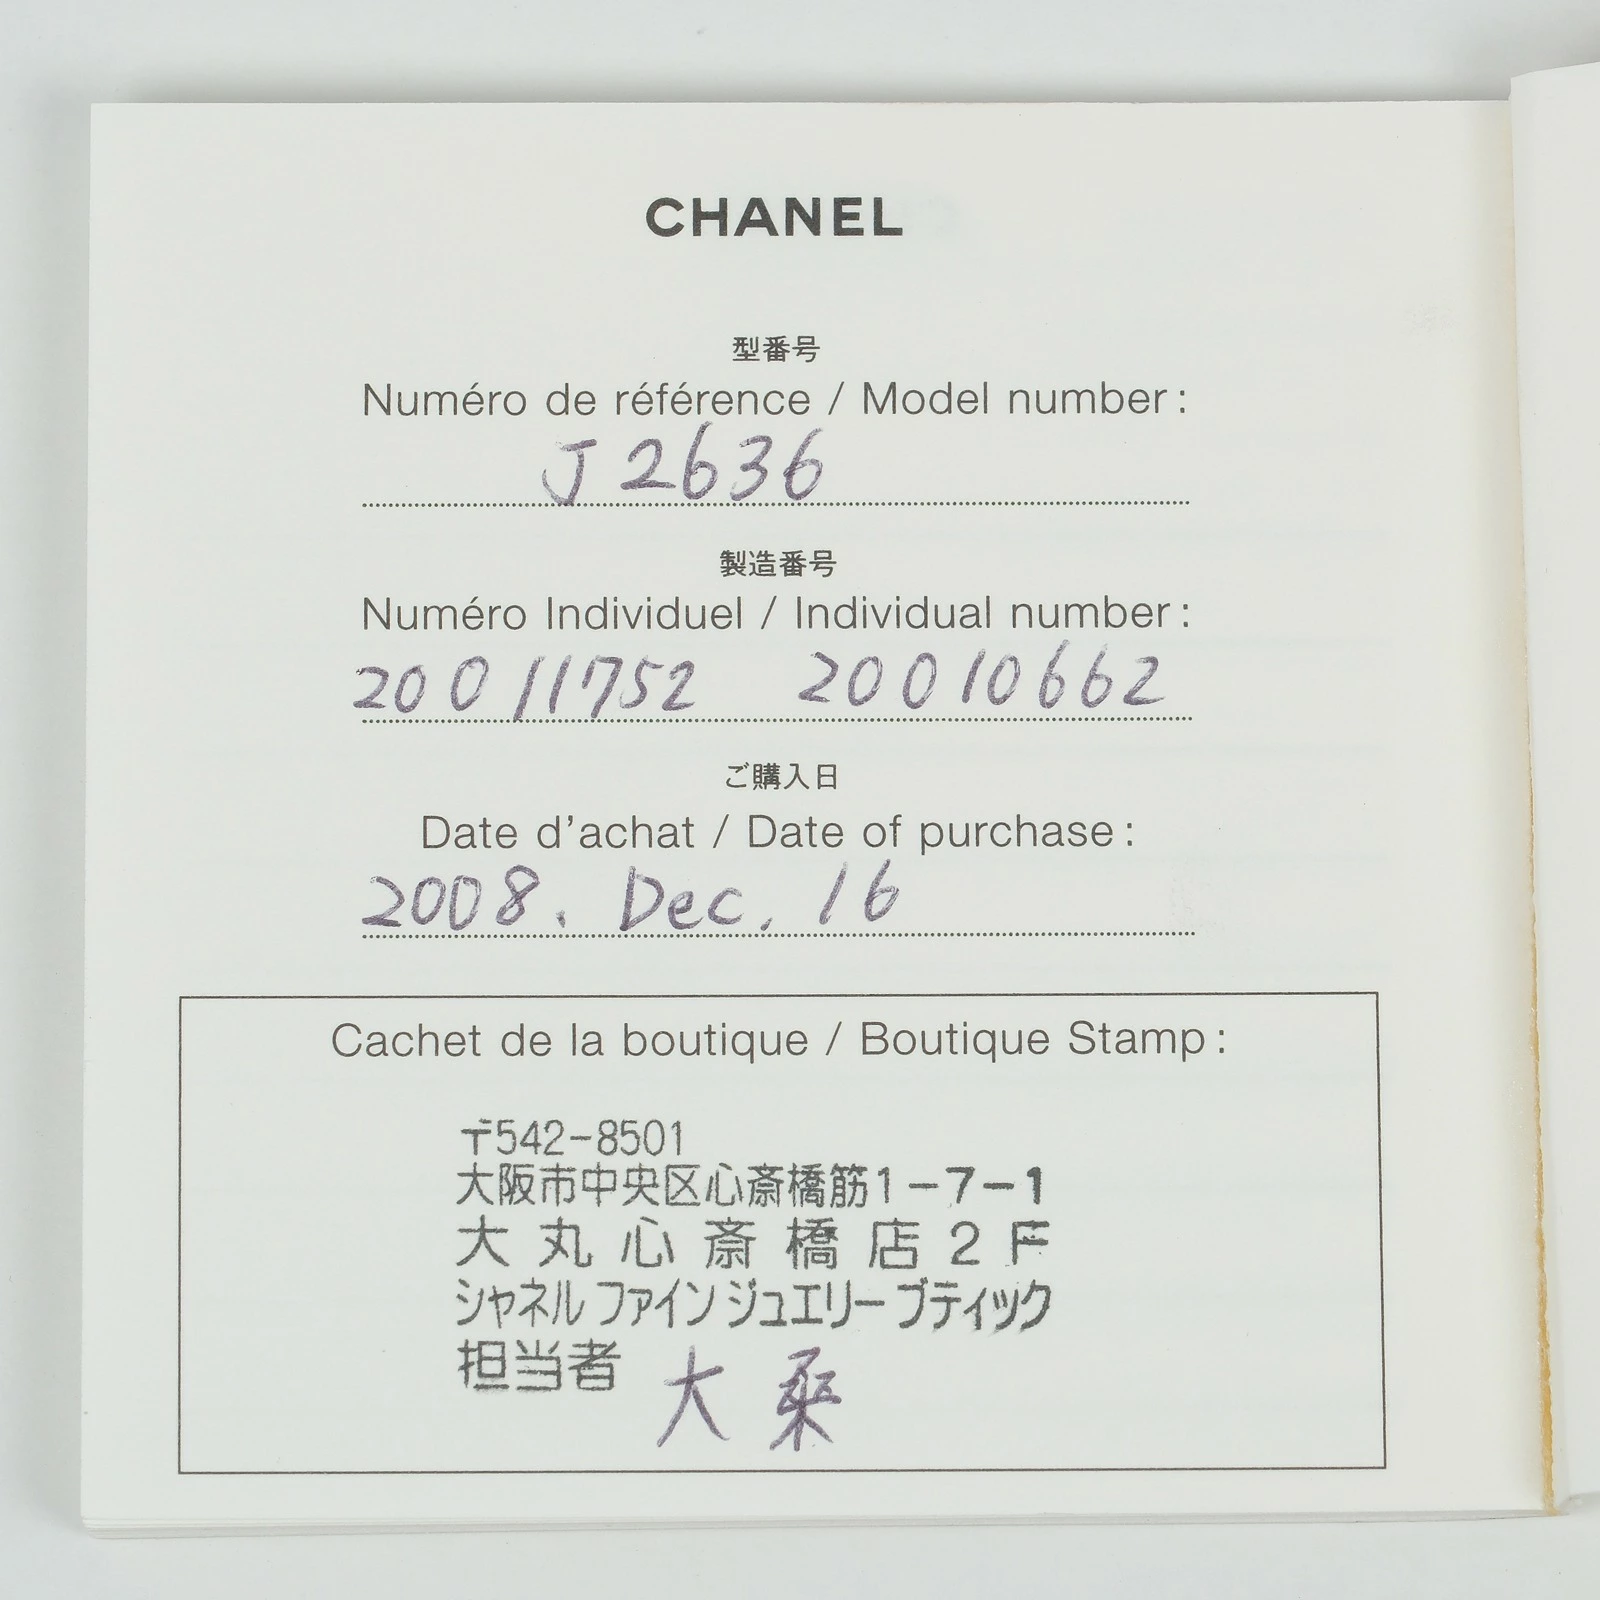 CHANEL
型番号
Numéro de référence / Model number:
J2636
製造番号
Numéro Individuel / Individual number:
20011752 20010662
ご購入日
Date d'achat / Date of purchase:
2008. Dec. 16
Cachet de la boutique / Boutique Stamp:
〒542-8501
大阪市中央区心斎橋筋1-7-1
大丸心斎橋店2F
シャネル ファインジュエリーブティック
担当者 大乘